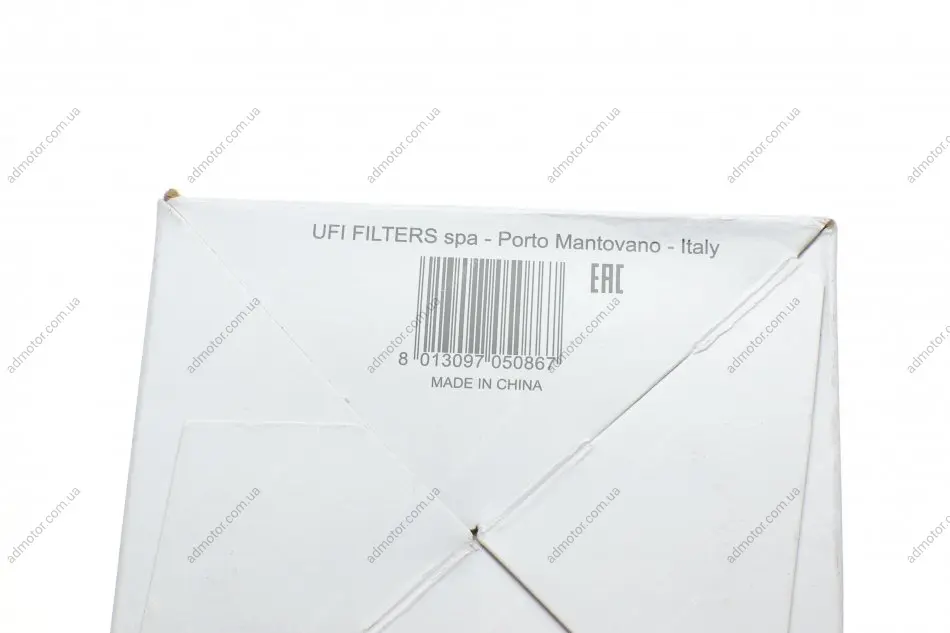 UFI FILTERS spa - Porto Mantovano - Italy
EAC
8 013097 050867
MADE IN CHINA
admotor.com.ua